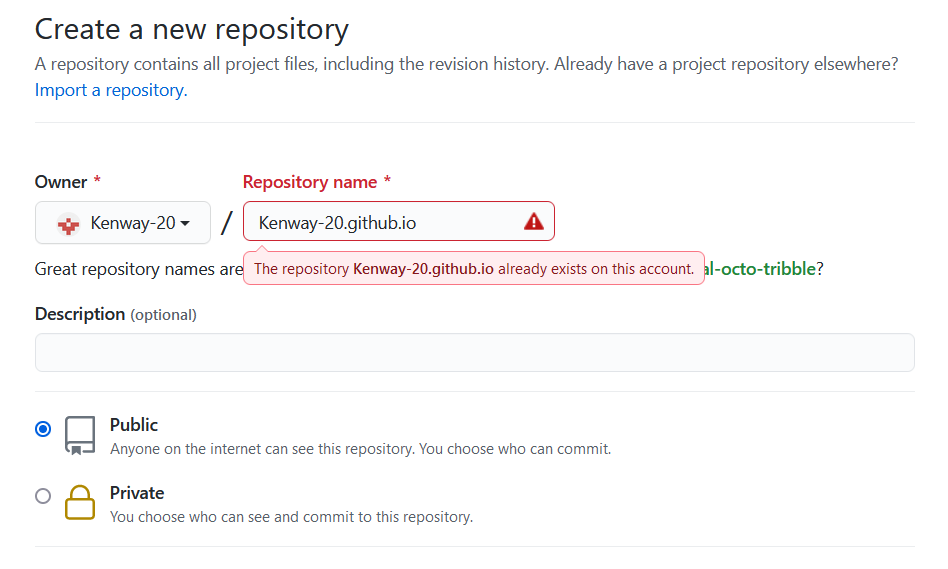 Create a new repository
A repository contains all project files, including the revision history. Already have a project repository elsewhere?
Import a repository.
Owner *
Repository name *
Kenway-20
/
Kenway-20.github.io
Great repository names are
The repository Kenway-20.github.io already exists on this account.
al-octo-tribble?
Description (optional)
Public
Anyone on the internet can see this repository. You choose who can commit.
Private
You choose who can see and commit to this repository.